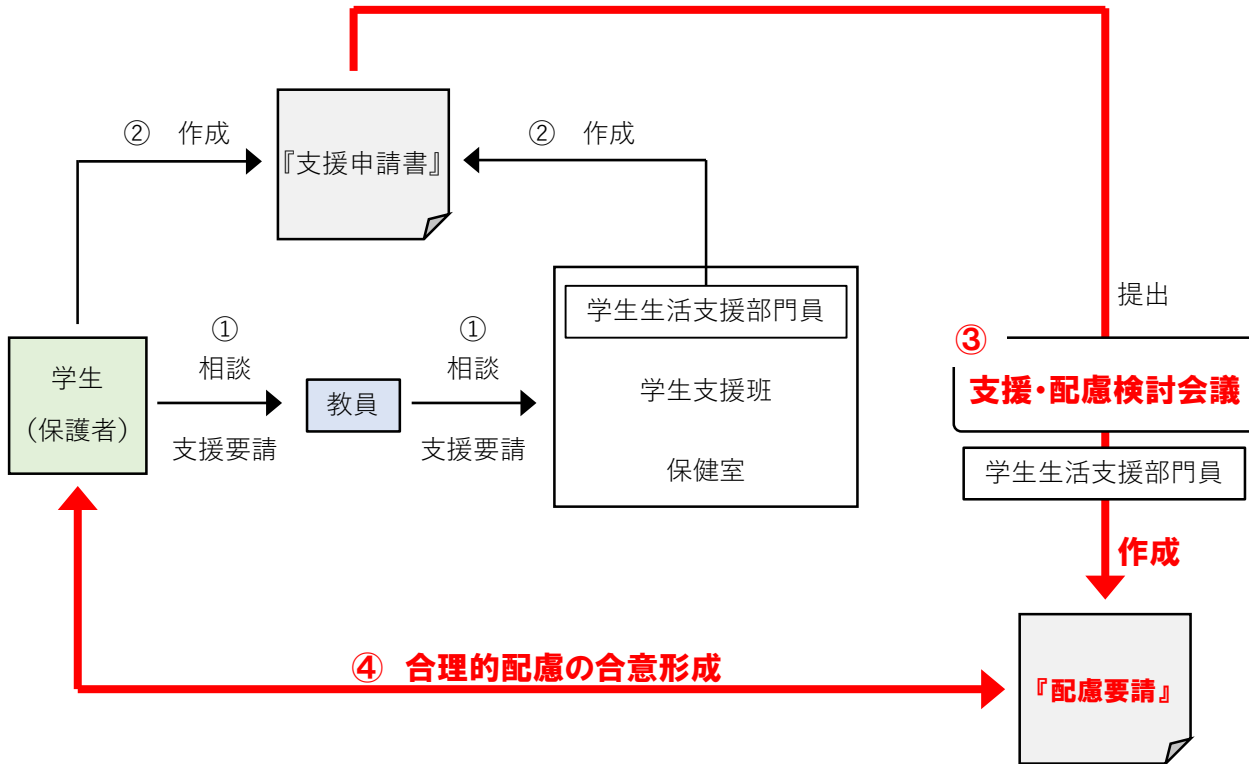 ② 作成
② 作成
『支援申請書』
提出
学生生活支援部門員
①
相談
支援要請
①
相談
支援要請
学生
（保護者）
教員
学生支援班
保健室
③
支援・配慮検討会議
学生生活支援部門員
作成
④ 合理的配慮の合意形成
『配慮要請』